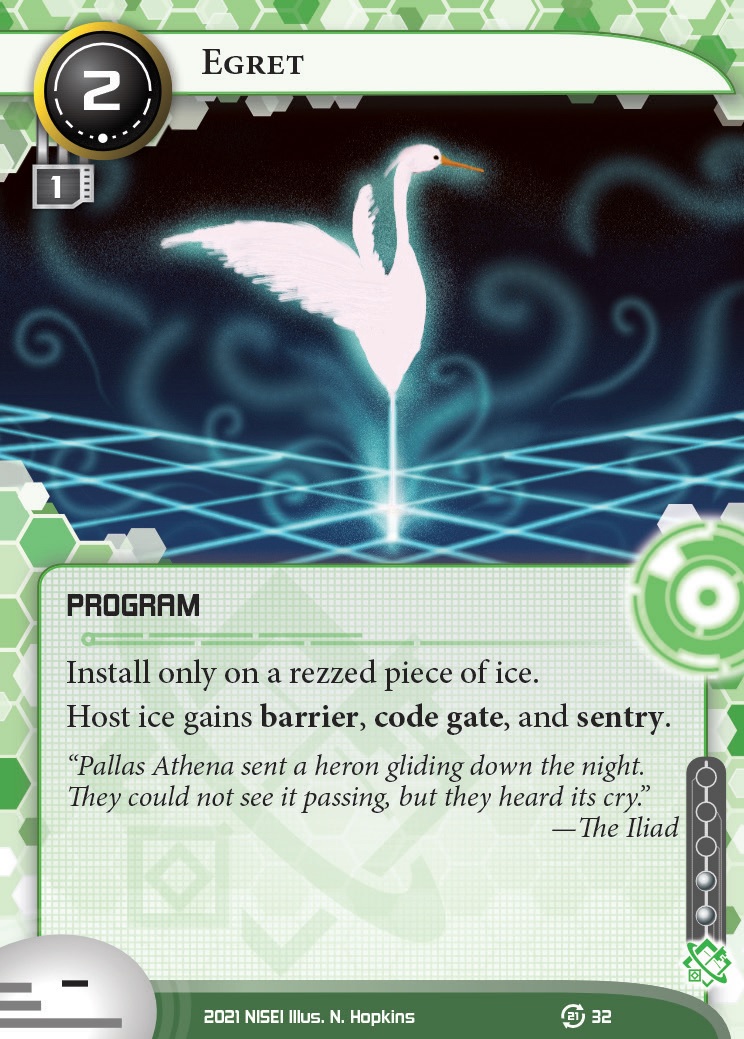 Egret
2
1
PROGRAM
Install only on a rezzed piece of ice.
Host ice gains barrier, code gate, and sentry.
“Pallas Athena sent a heron gliding down the night.
They could not see it passing, but they heard its cry.”
—The Iliad
–
2021 NISEI Illus. N. Hopkins
21 32